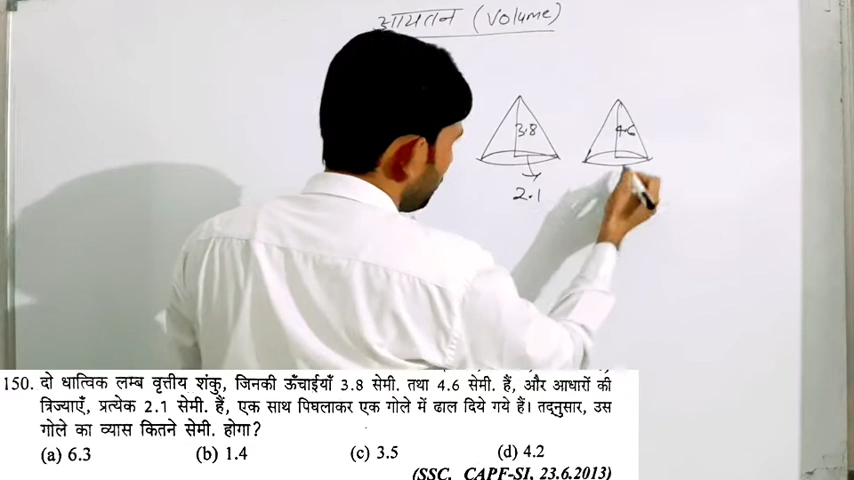 आयतन (Volume)
3.8
4.6
2.1
150. दो धात्विक लम्ब वृत्तीय शंकु, जिनकी ऊँचाईयाँ 3.8 सेमी. तथा 4.6 सेमी. हैं, और आधारों की
त्रिज्याएँ, प्रत्येक 2.1 सेमी. हैं, एक साथ पिघलाकर एक गोले में ढाल दिये गये हैं। तद्नुसार, उस
गोले का व्यास कितने सेमी. होगा?
(a) 6.3 (b) 1.4 (c) 3.5 (d) 4.2
(SSC, CAPF-SI, 23.6.2013)